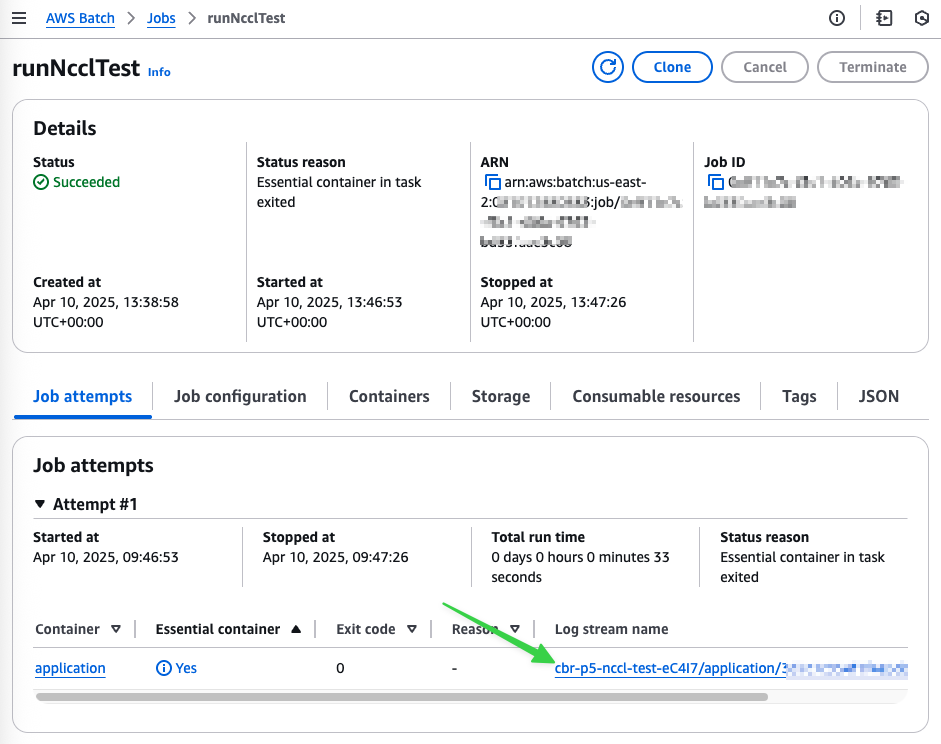 AWS Batch > Jobs > runNcclTest
runNcclTest Info
Clone
Cancel
Terminate
Details
Status
Succeeded
Status reason
Essential container in task
exited
ARN
arn:aws:batch:us-east-
2: :job/
Job ID
Created at
Apr 10, 2025, 13:38:58
UTC+00:00
Started at
Apr 10, 2025, 13:46:53
UTC+00:00
Stopped at
Apr 10, 2025, 13:47:26
UTC+00:00
Job attempts
Job configuration
Containers
Storage
Consumable resources
Tags
JSON
Job attempts
Attempt #1
Started at
Apr 10, 2025, 09:46:53
Stopped at
Apr 10, 2025, 09:47:26
Total run time
0 days 0 hours 0 minutes 33
seconds
Status reason
Essential container in task
exited
Container
Essential container
Exit code
Reason
Log stream name
application
Yes
0
-
cbr-p5-nccl-test-eC4I7/application/